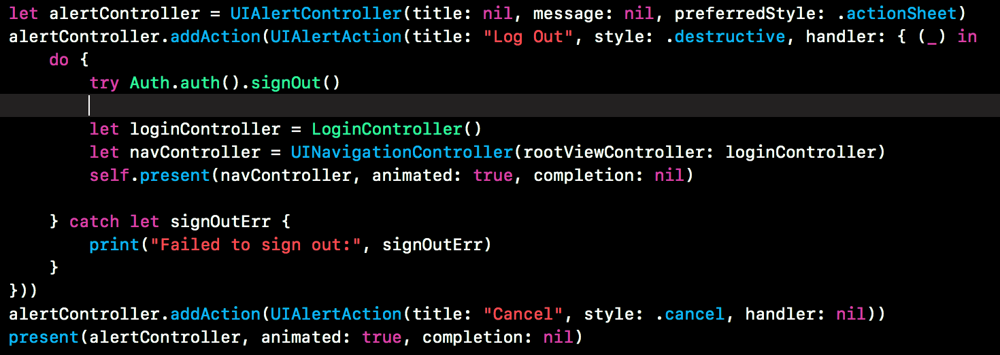 let alertController = UIAlertController(title: nil, message: nil, preferredStyle: .actionSheet)
alertController.addAction(UIAlertAction(title: "Log Out", style: .destructive, handler: { (_) in
    do {
        try Auth.auth().signOut()
        let loginController = LoginController()
        let navController = UINavigationController(rootViewController: loginController)
        self.present(navController, animated: true, completion: nil)
    } catch let signOutErr {
        print("Failed to sign out:", signOutErr)
    }
}))
alertController.addAction(UIAlertAction(title: "Cancel", style: .cancel, handler: nil))
present(alertController, animated: true, completion: nil)